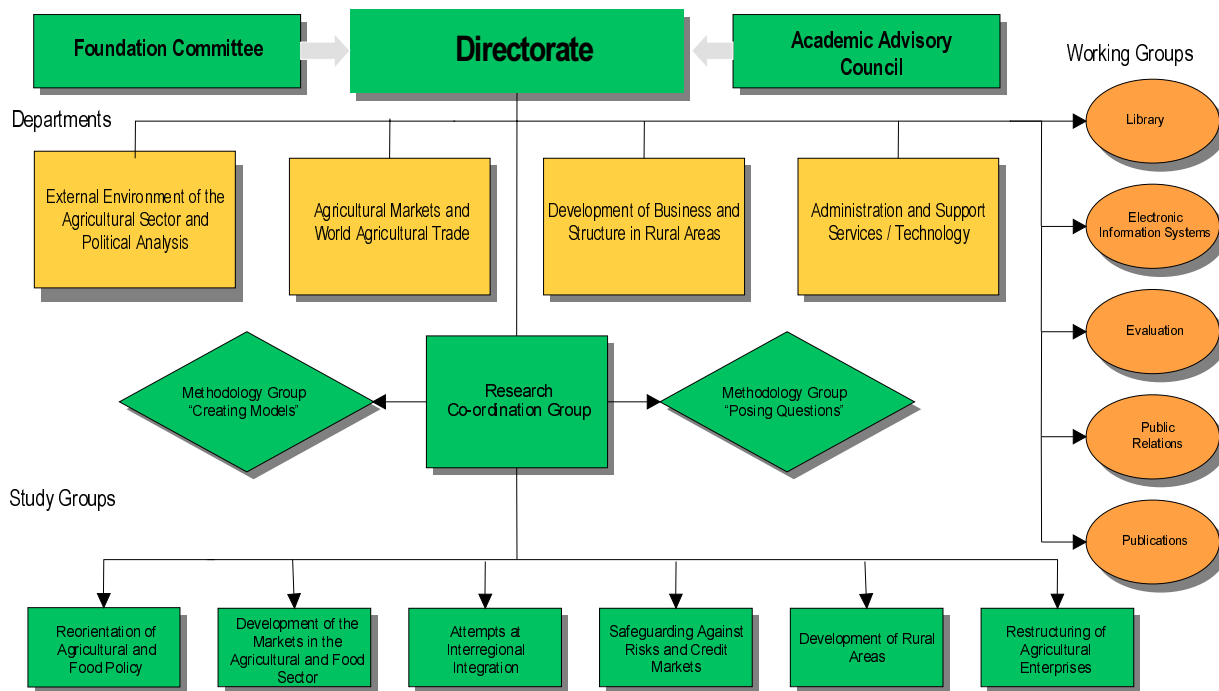 Foundation Committee
Directorate
Academic Advisory
Council
Working Groups
Departments
Library
External Environment of the
Agricultural Sector and
Political Analysis
Agricultural Markets and
World Agricultural Trade
Development of Business and
Structure in Rural Areas
Administration and Support
Services / Technology
Electronic
Information Systems
Evaluation
Methodology Group
“Creating Models”
Research
Co-ordination Group
Methodology Group
“Posing Questions”
Public
Relations
Study Groups
Publications
Reorientation of
Agricultural and
Food Policy
Development of the
Markets in the
Agricultural and Food
Sector
Attempts at
Interregional
Integration
Safeguarding Against
Risks and Credit
Markets
Development of Rural
Areas
Restructuring of
Agricultural
Enterprises